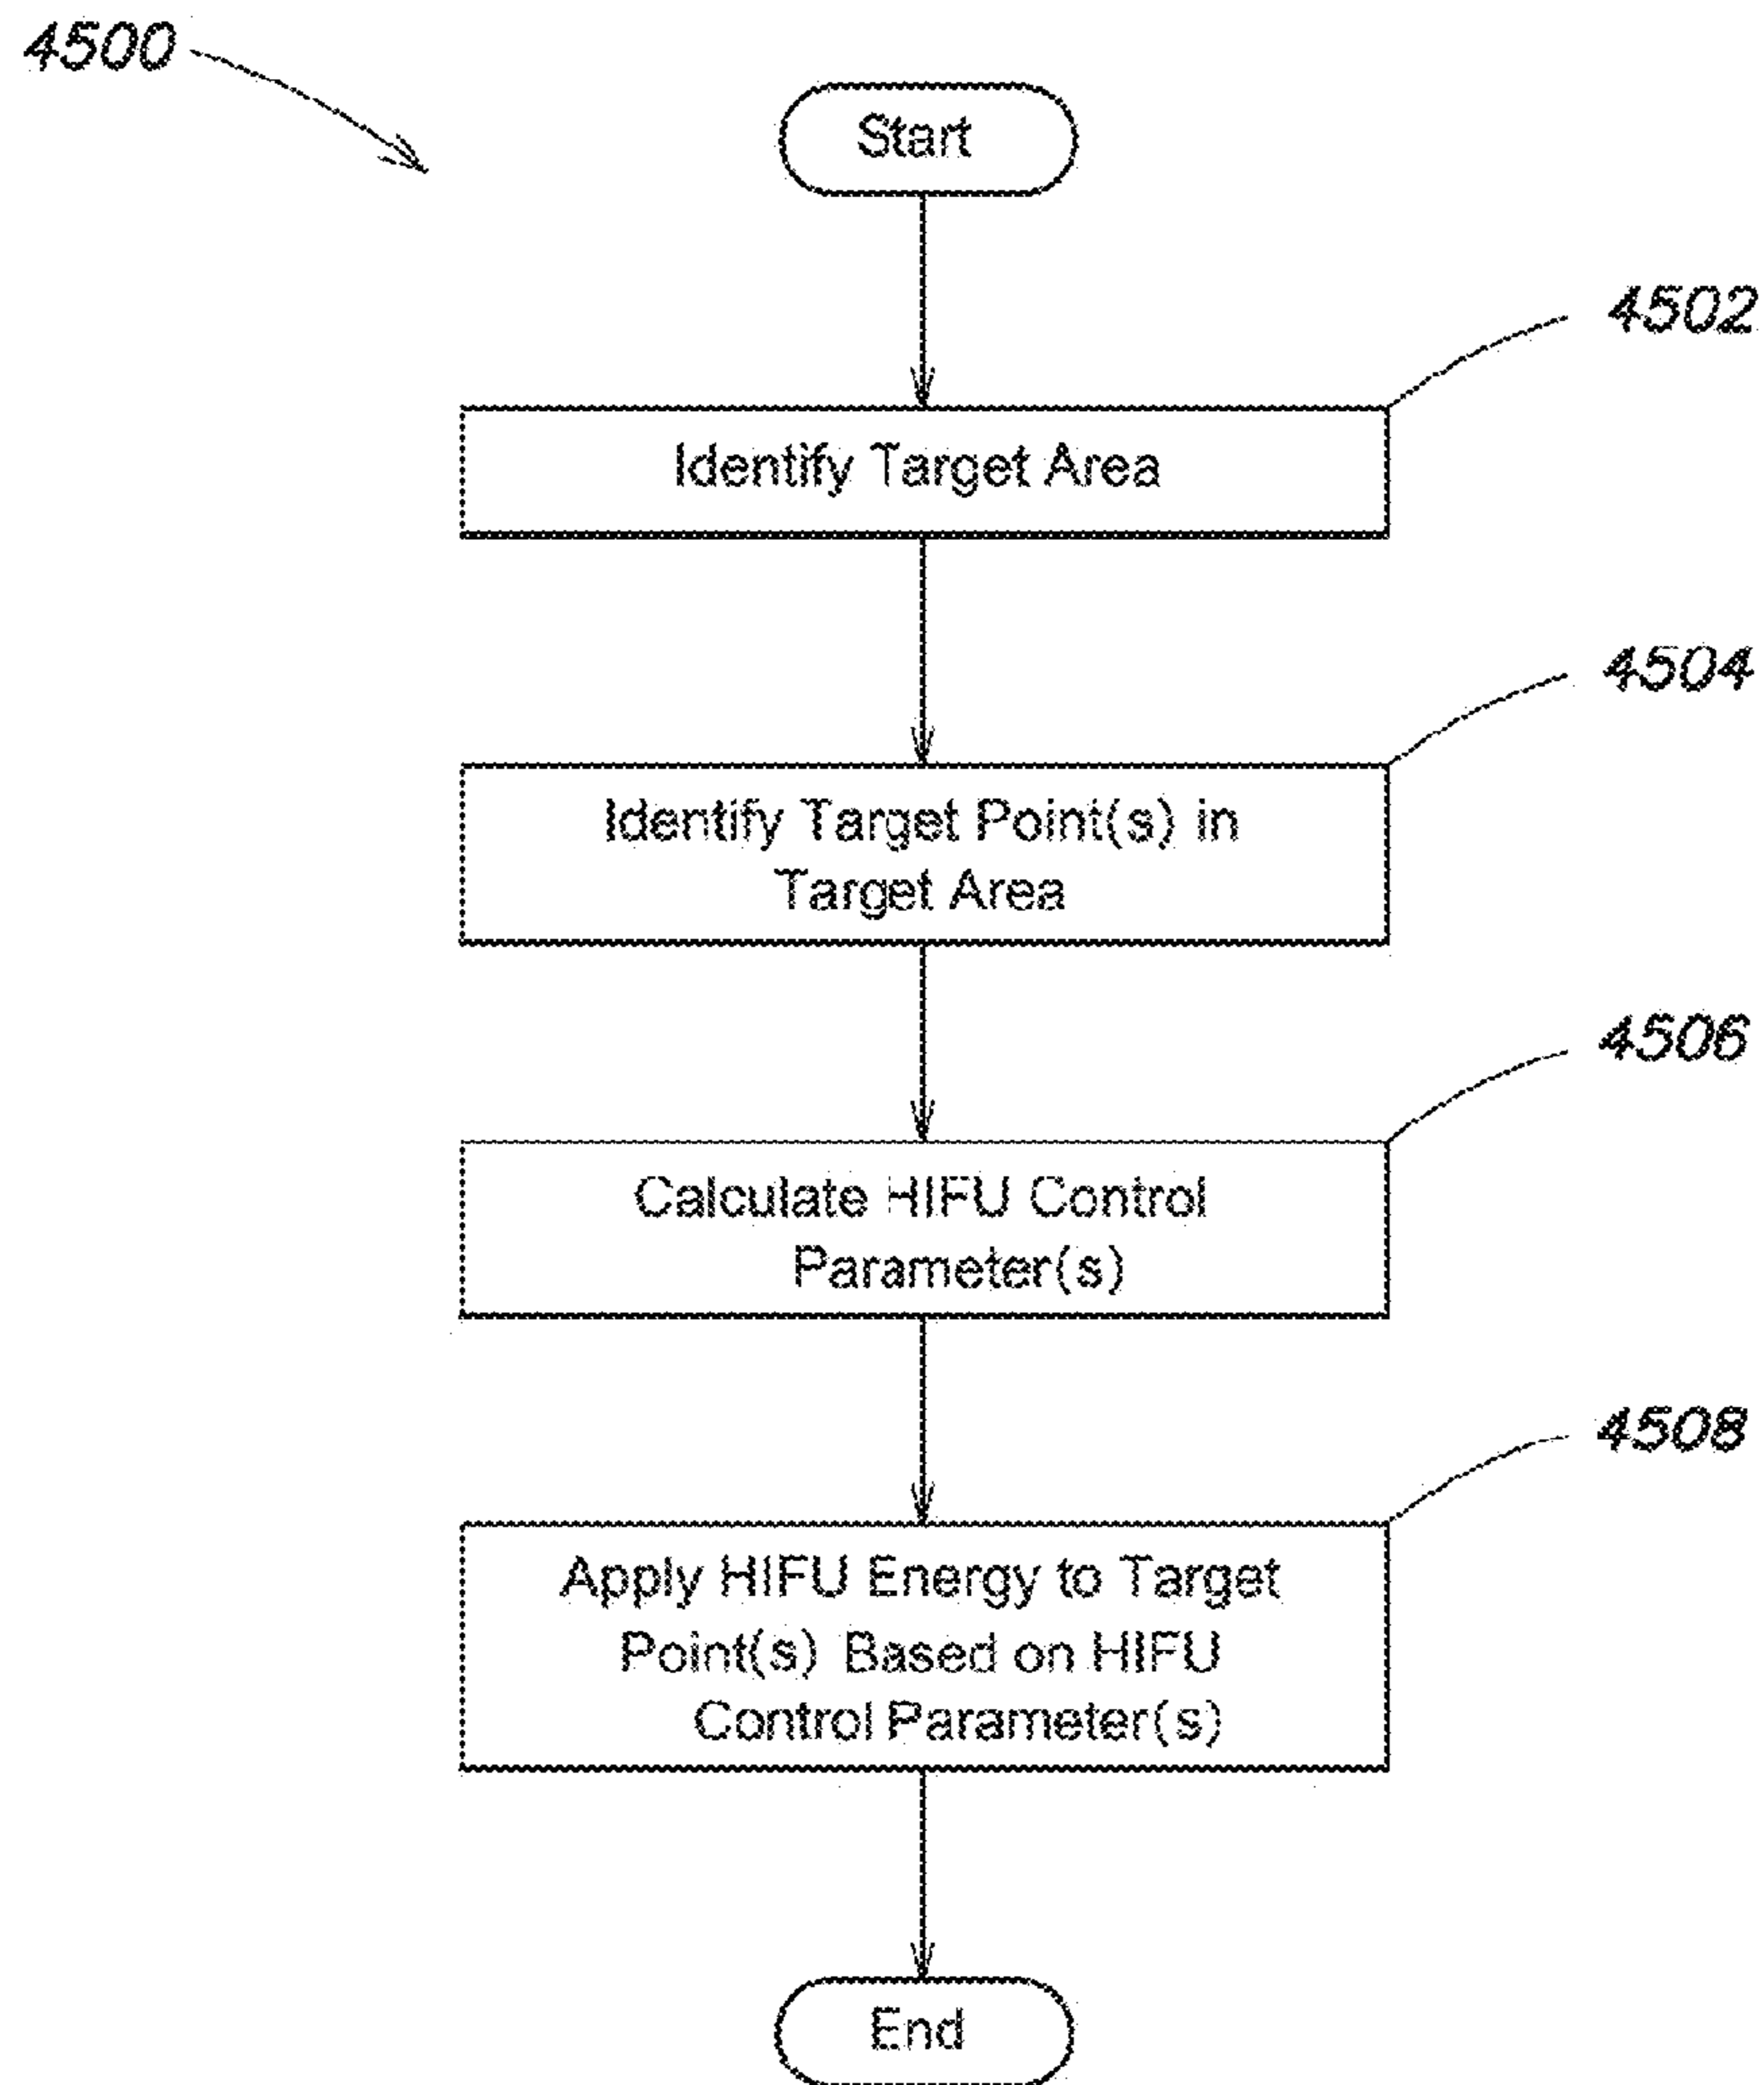 4500
Start
4502
Identify Target Area
4504
Identify Target Point(s) in
Target Area
4506
Calculate HIFU Control
Parameter(s)
4508
Apply HIFU Energy to Target
Point(s) Based on HIFU
Control Parameter(s)
End